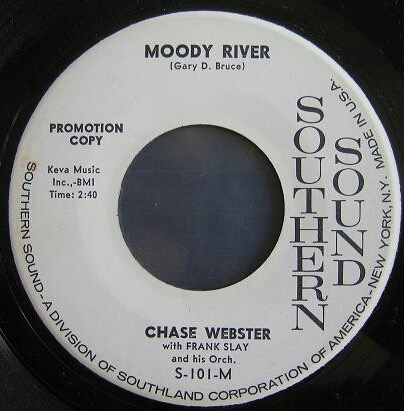 MOODY RIVER
(Gary D. Bruce)
PROMOTION
COPY
Keva Music
Inc.,-BMI
Time: 2:40
SOUTHERN
SOUND
CHASE WEBSTER
with FRANK SLAY
and his Orch.
S-101-M
SOUTHERN SOUND-A DIVISION OF SOUTHLAND CORPORATION OF AMERICA-NEW YORK, N.Y. MADE IN U.S.A.